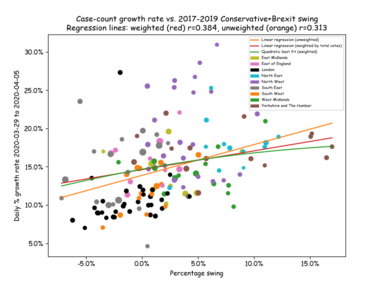 Case-count growth rate vs. 2017-2019 Conservative+Brexit swing
Regression lines: weighted (red) r=0.384, unweighted (orange) r=0.313
Linear regression (unweighted)
Linear regression (weighted by total votes)
Quadratic best fit (weighted)
East Midlands
East of England
London
North East
North West
South East
South West
West Midlands
Yorkshire and The Humber
Daily % growth rate 2020-03-29 to 2020-04-05
30.0%
25.0%
20.0%
15.0%
10.0%
5.0%
-5.0%
0.0%
5.0%
10.0%
15.0%
Percentage swing